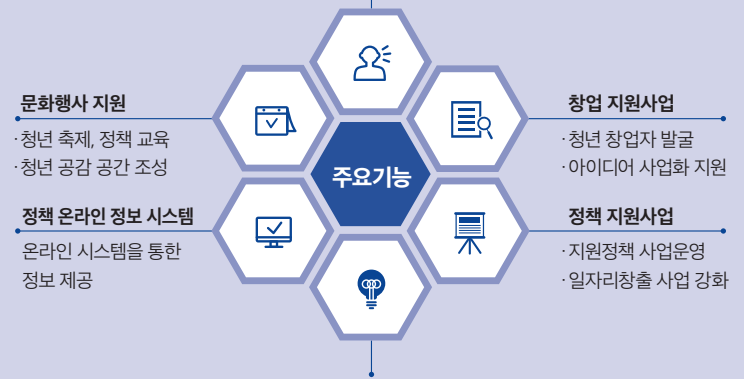 문화행사 지원
· 청년 축제, 정책 교육
· 청년 공감 공간 조성
정책 온라인 정보 시스템
온라인 시스템을 통한
정보 제공
주요기능
창업 지원사업
· 청년 창업자 발굴
· 아이디어 사업화 지원
정책 지원사업
· 지원정책 사업운영
· 일자리창출 사업 강화